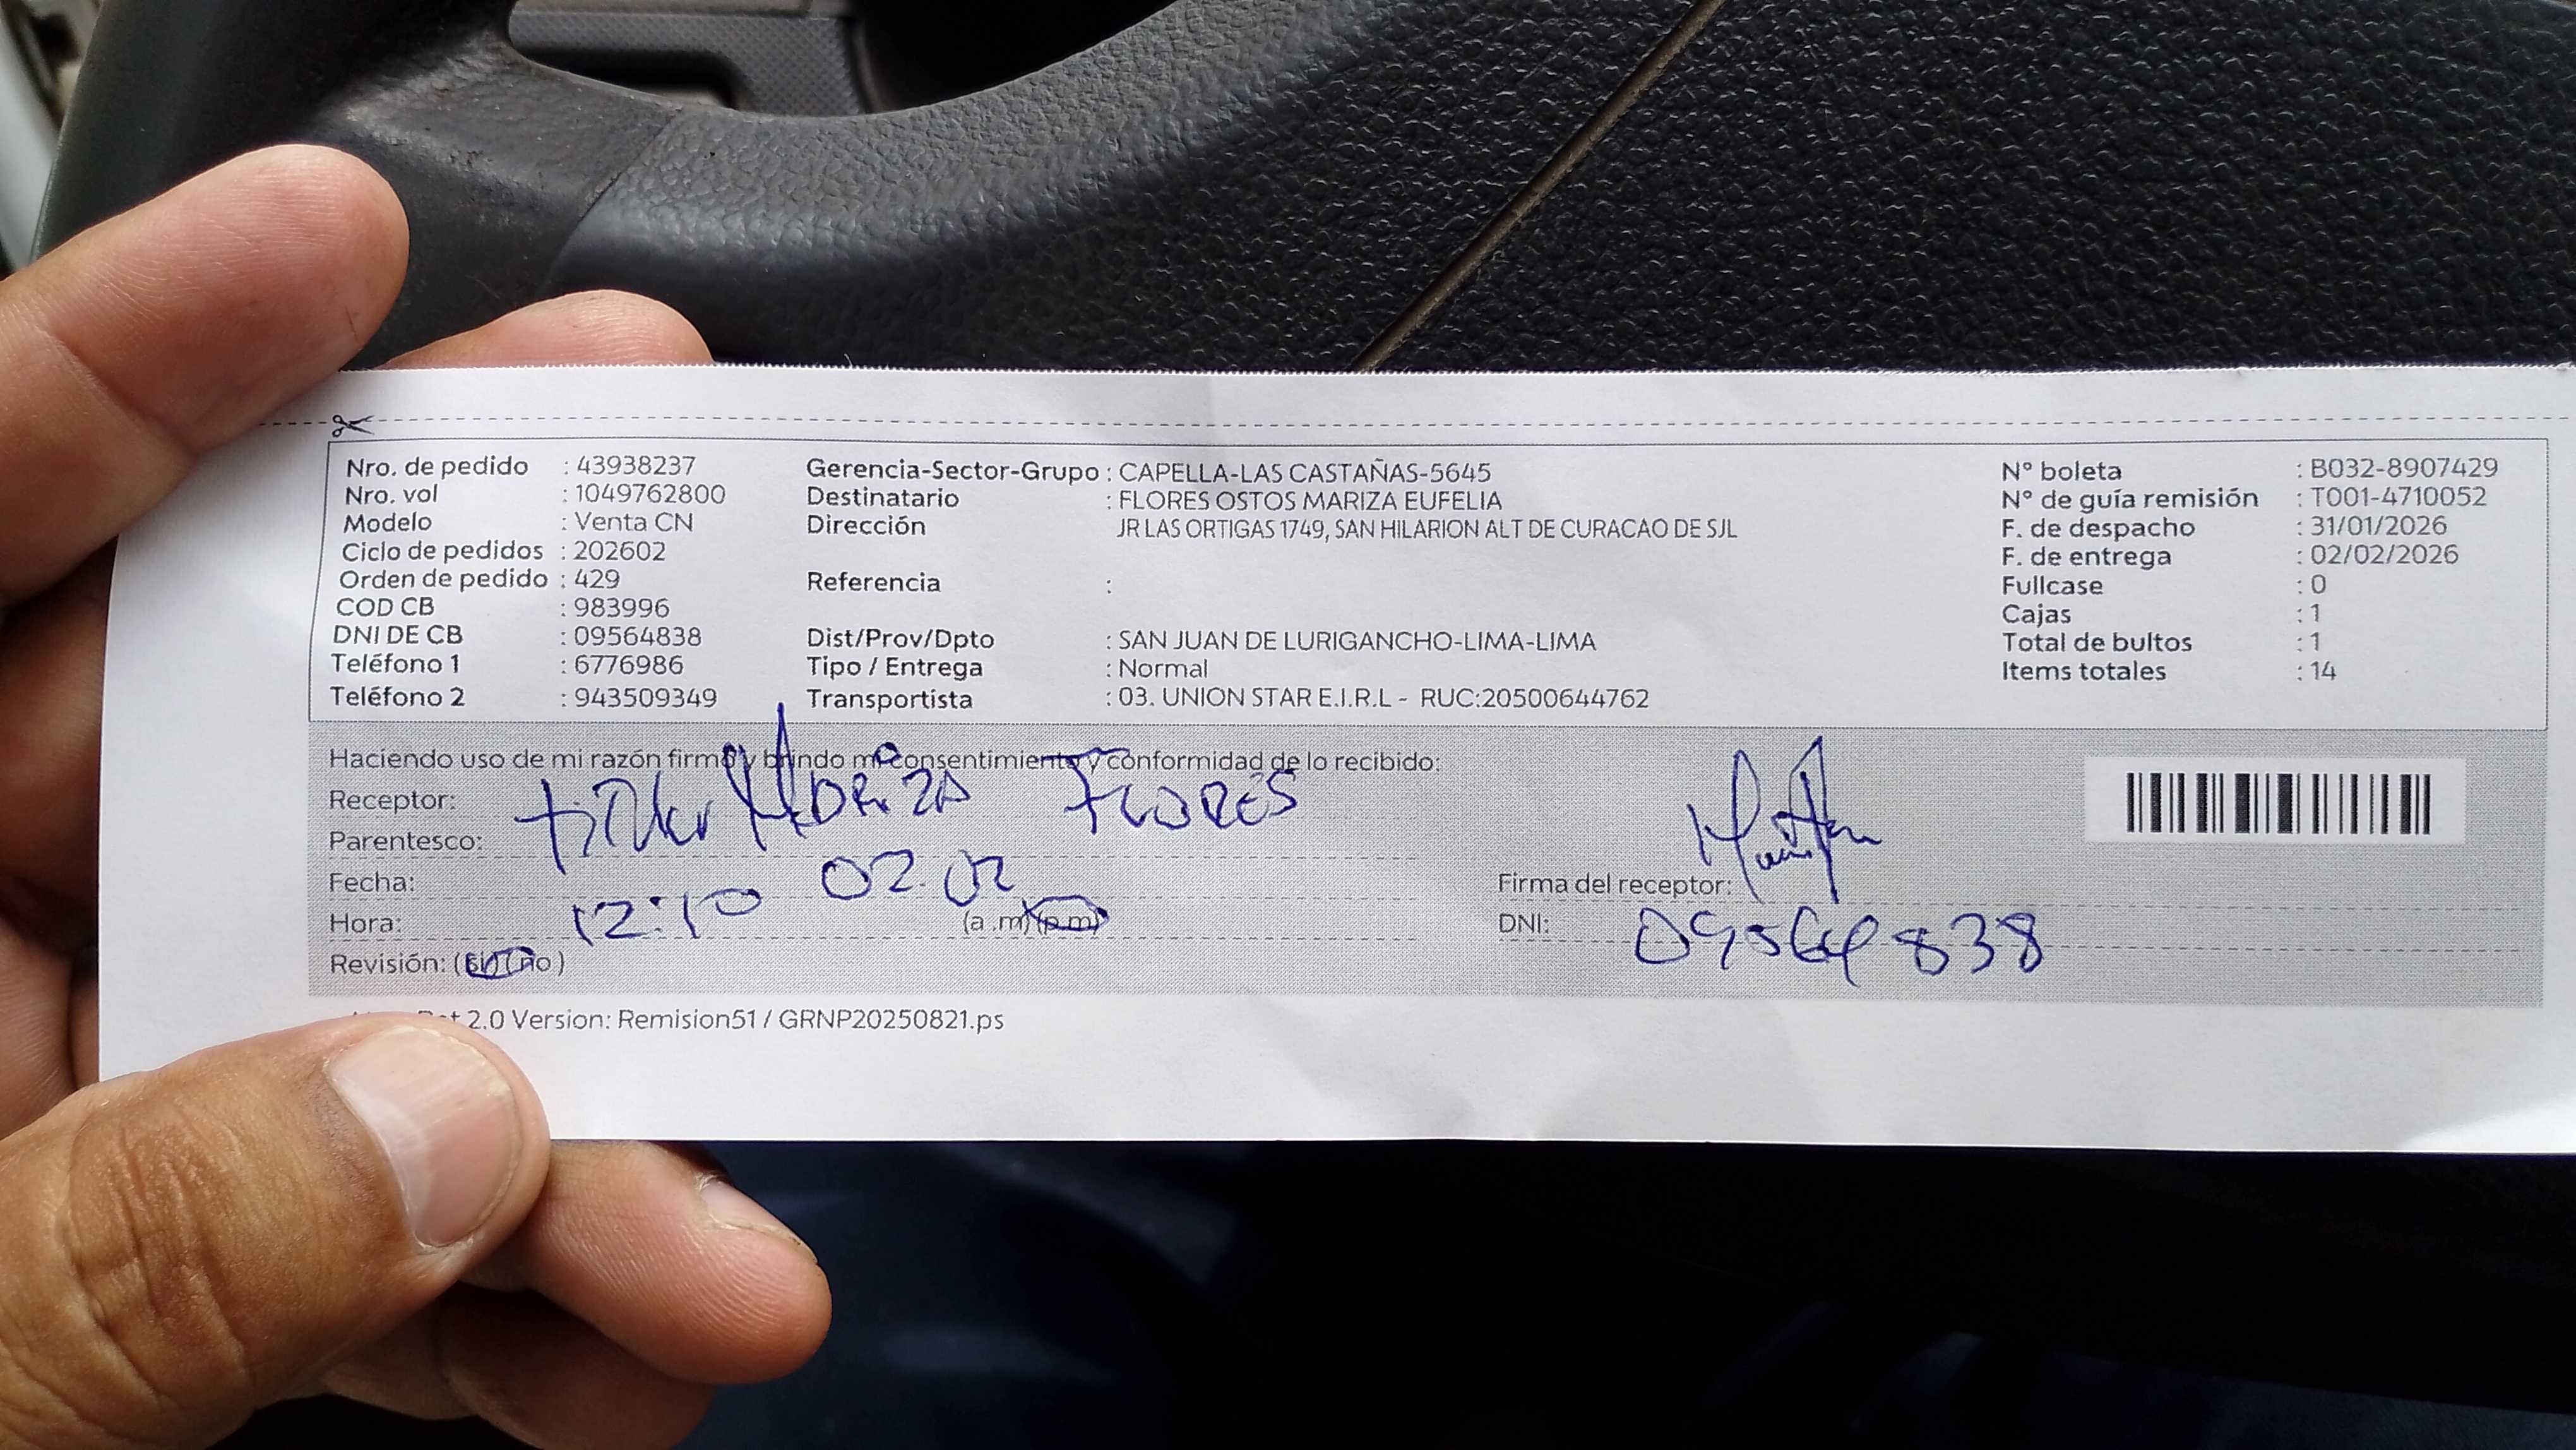 Nro. de pedido : 43938237
Nro. vol : 1049762800
Modelo : Venta CN
Ciclo de pedidos : 202602
Orden de pedido : 429
COD CB : 983996
DNI DE CB : 09564838
Teléfono 1 : 6776986
Teléfono 2 : 943509349
Gerencia-Sector-Grupo : CAPELLA-LAS CASTAÑAS-5645
Destinatario : FLORES OSTOS MARIZA EUFELIA
Dirección JR LAS ORTIGAS 1749, SAN HILARION ALT DE CURACAO DE SJL
Referencia :
Dist/Prov/Dpto : SAN JUAN DE LURIGANCHO-LIMA-LIMA
Tipo / Entrega : Normal
Transportista : 03. UNION STAR E.I.R.L - RUC:20500644762
N° boleta : B032-8907429
N° de guía remisión : T001-4710052
F. de despacho : 31/01/2026
F. de entrega : 02/02/2026
Fullcase : 0
Cajas : 1
Total de bultos : 1
Items totales : 14
Haciendo uso de mi razón firmo y brindo mi consentimiento y conformidad de lo recibido:
Receptor: MARiZA FLORES
Parentesco: titular
Fecha: 02.02
Hora: 12:10 (a.m) (p.m)
Revisión: (si) (no)
Firma del receptor:
DNI: 09564838
2.0 Version: Remision51 / GRNP20250821.ps